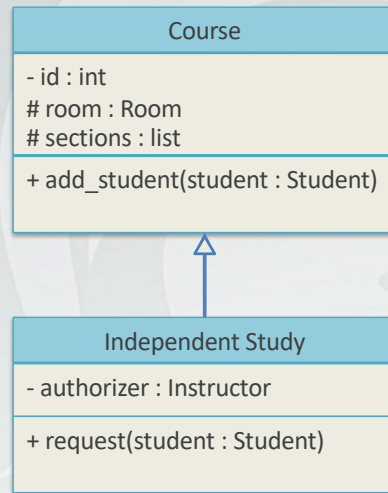 Course
- id : int
# room : Room
# sections : list
+ add_student(student : Student)
Independent Study
- authorizer : Instructor
+ request(student : Student)